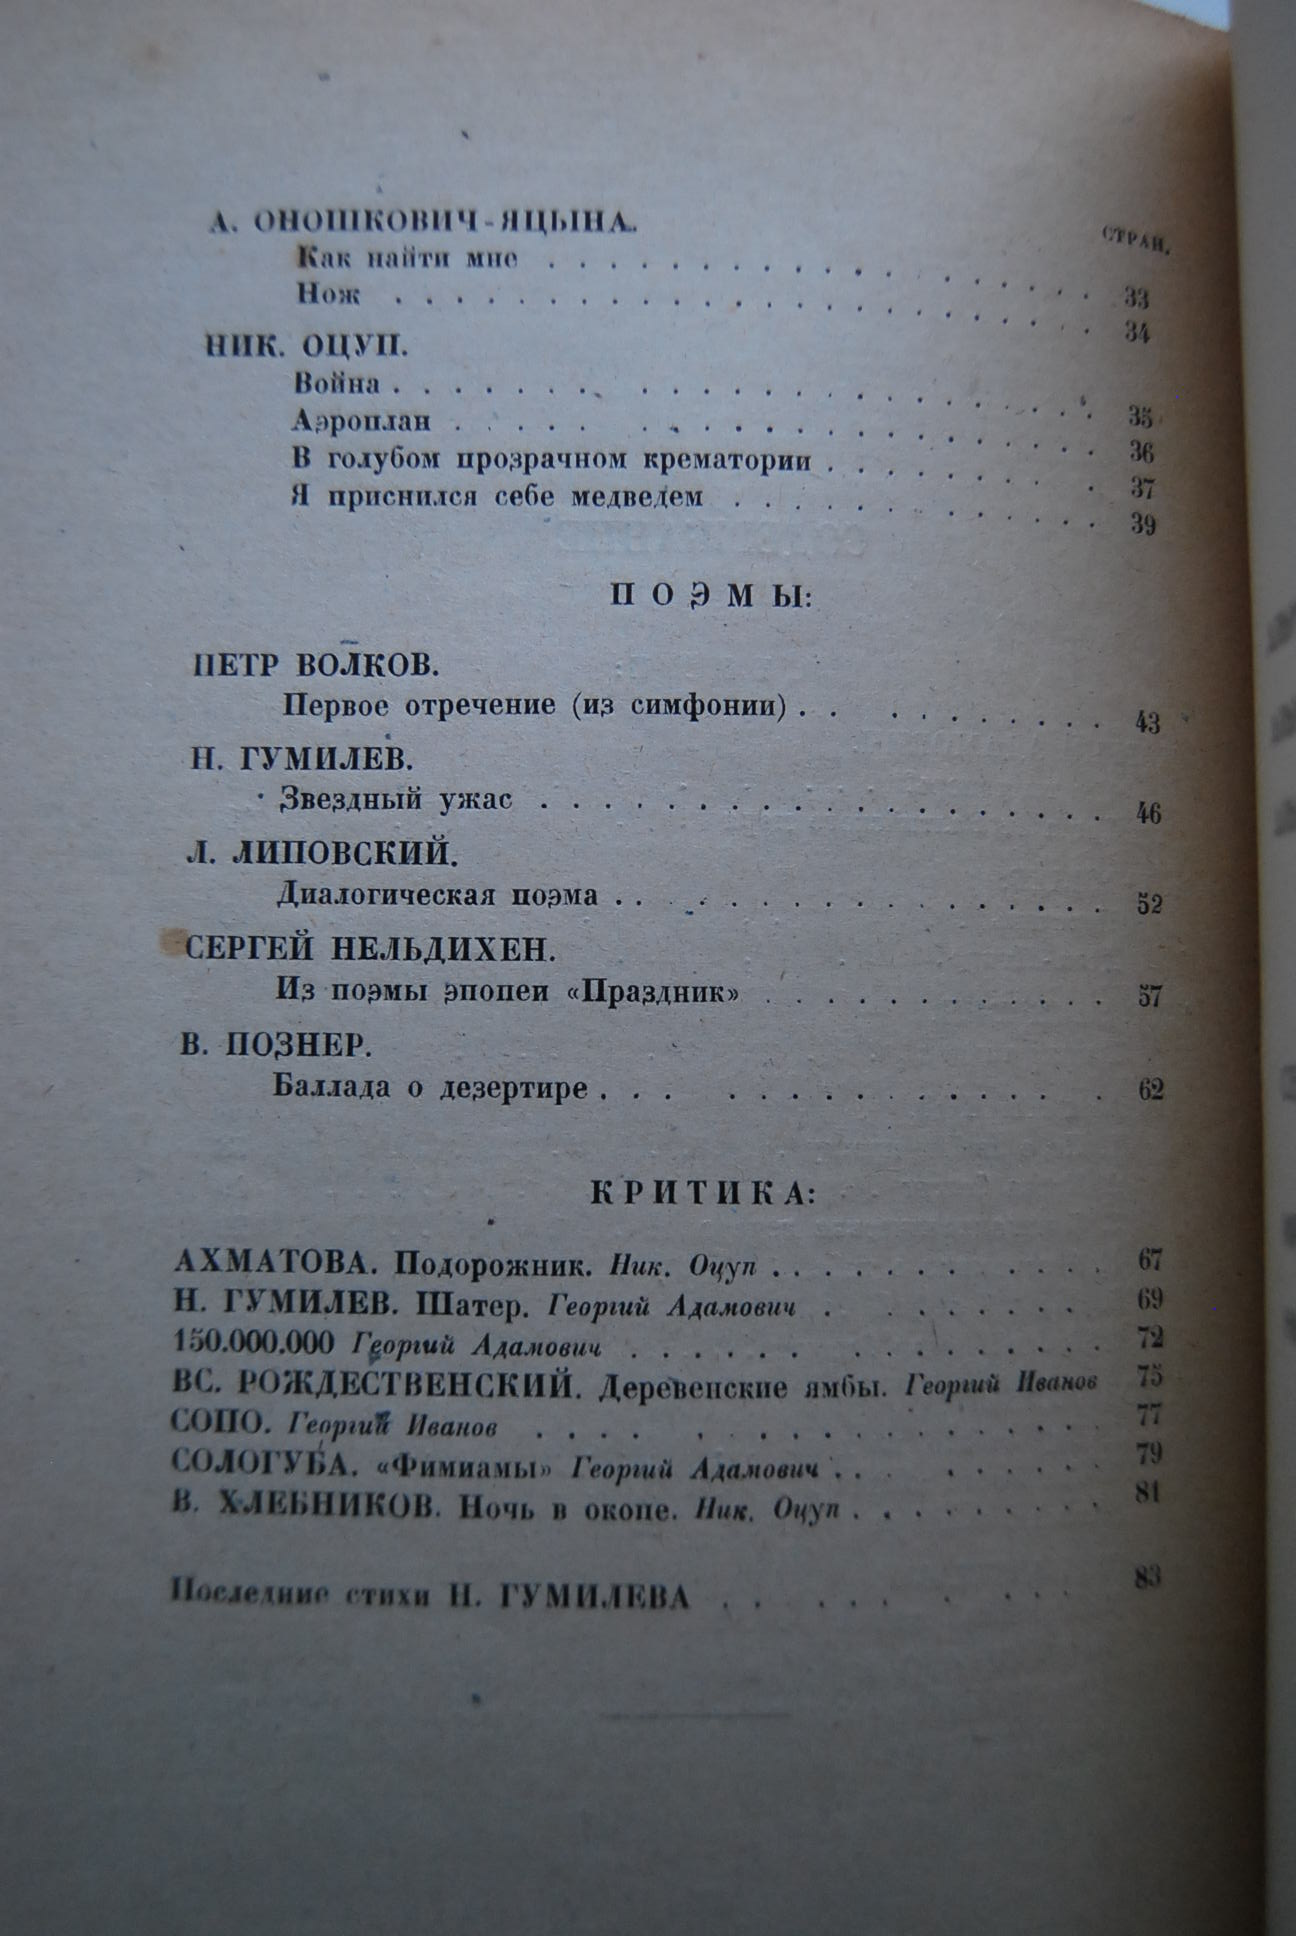 СТРАН.
А. ОНОШКОВИЧ-ЯЦЫНА.
Как найти мне . . . . . . . . . . . . . . . . . 33
Нож . . . . . . . . . . . . . . . . . . . . . . 34
НИК. ОЦУП.
Война . . . . . . . . . . . . . . . . . . . . . 35
Аэроплан . . . . . . . . . . . . . . . . . . . 36
В голубом прозрачном крематории . . . . . . . . 37
Я приснился себе медведем . . . . . . . . . . . 39
ПОЭМЫ:
ПЕТР ВОЛКОВ.
Первое отречение (из симфонии) . . . . . . . . . 43
Н. ГУМИЛЕВ.
Звездный ужас . . . . . . . . . . . . . . . . . 46
Л. ЛИПОВСКИЙ.
Диалогическая поэма . . . . . . . . . . . . . . 52
СЕРГЕЙ НЕЛЬДИХЕН.
Из поэмы эпопеи «Праздник» . . . . . . . . . . . 57
В. ПОЗНЕР.
Баллада о дезертире . . . . . . . . . . . . . . 62
КРИТИКА:
АХМАТОВА. Подорожник. Ник. Оцуп . . . . . . . . 67
Н. ГУМИЛЕВ. Шатер. Георгий Адамович . . . . . . 69
150.000.000 Георгий Адамович . . . . . . . . . . 72
ВС. РОЖДЕСТВЕНСКИЙ. Деревенские ямбы. Георгий Иванов 75
СОПО. Георгий Иванов . . . . . . . . . . . . . . 77
СОЛОГУБА. «Фимиамы» Георгий Адамович . . . . . . 79
В. ХЛЕБНИКОВ. Ночь в окопе. Ник. Оцуп . . . . . 81
Последние стихи Н. ГУМИЛЕВА . . . . . . . . . . 83